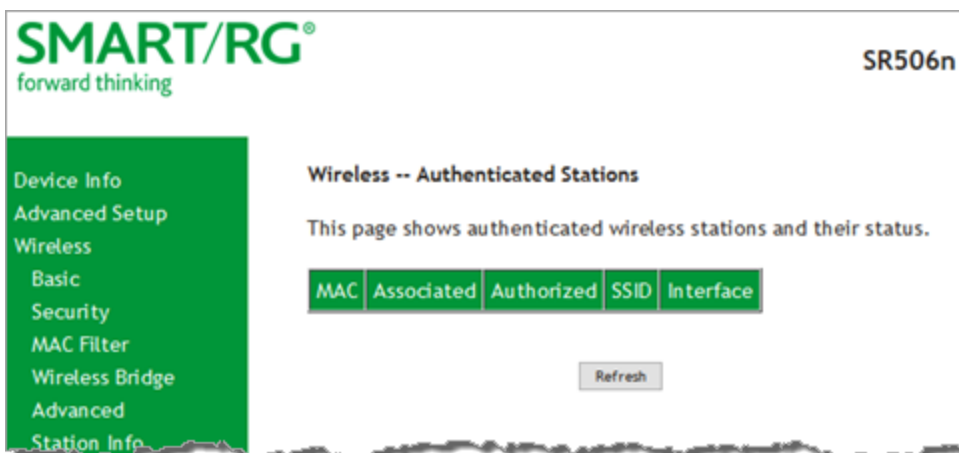 SMART/RG®
forward thinking
SR506n
Device Info
Advanced Setup
Wireless
Basic
Security
MAC Filter
Wireless Bridge
Advanced
Station Info
Wireless -- Authenticated Stations
This page shows authenticated wireless stations and their status.
MAC Associated Authorized SSID Interface
Refresh